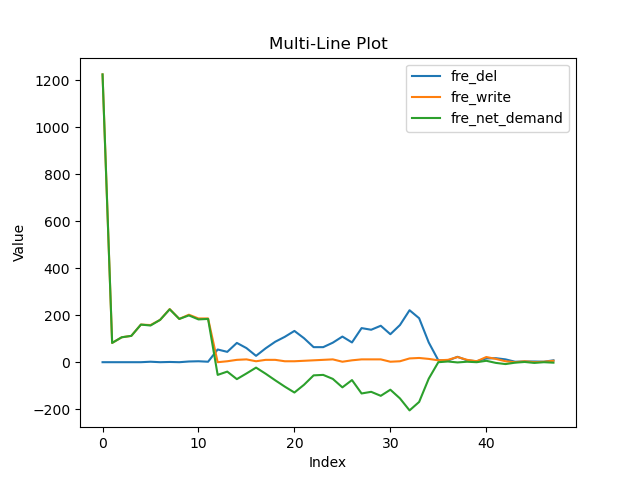 Multi-Line Plot
fre_del
fre_write
fre_net_demand
1200
1000
800
600
400
200
0
−200
Value
0 10 20 30 40
Index